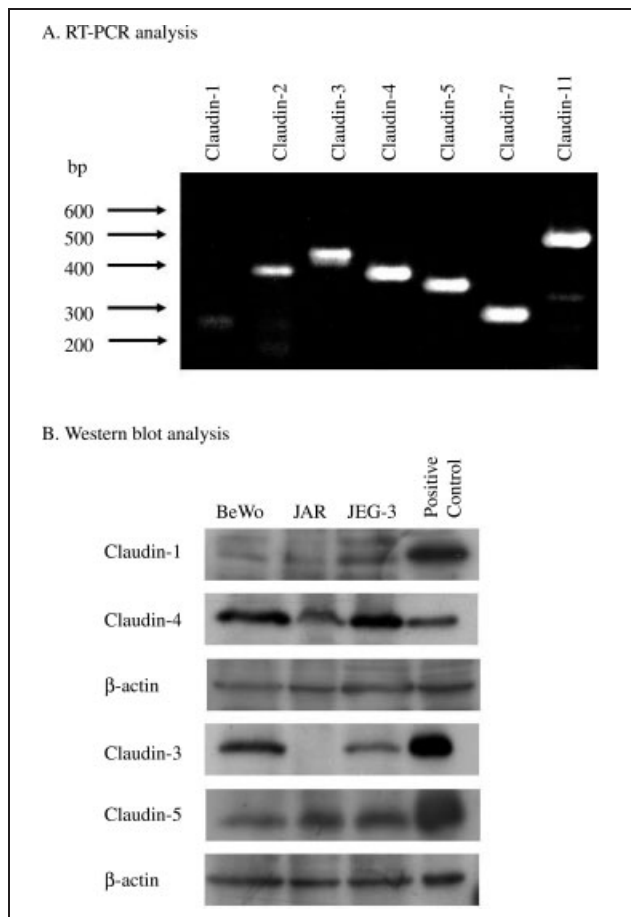 A. RT-PCR analysis
Claudin-1
Claudin-2
Claudin-3
Claudin-4
Claudin-5
Claudin-7
Claudin-11
bp
600
500
400
300
200
B. Western blot analysis
BeWo JAR JEG-3 Positive Control
Claudin-1
Claudin-4
β-actin
Claudin-3
Claudin-5
β-actin